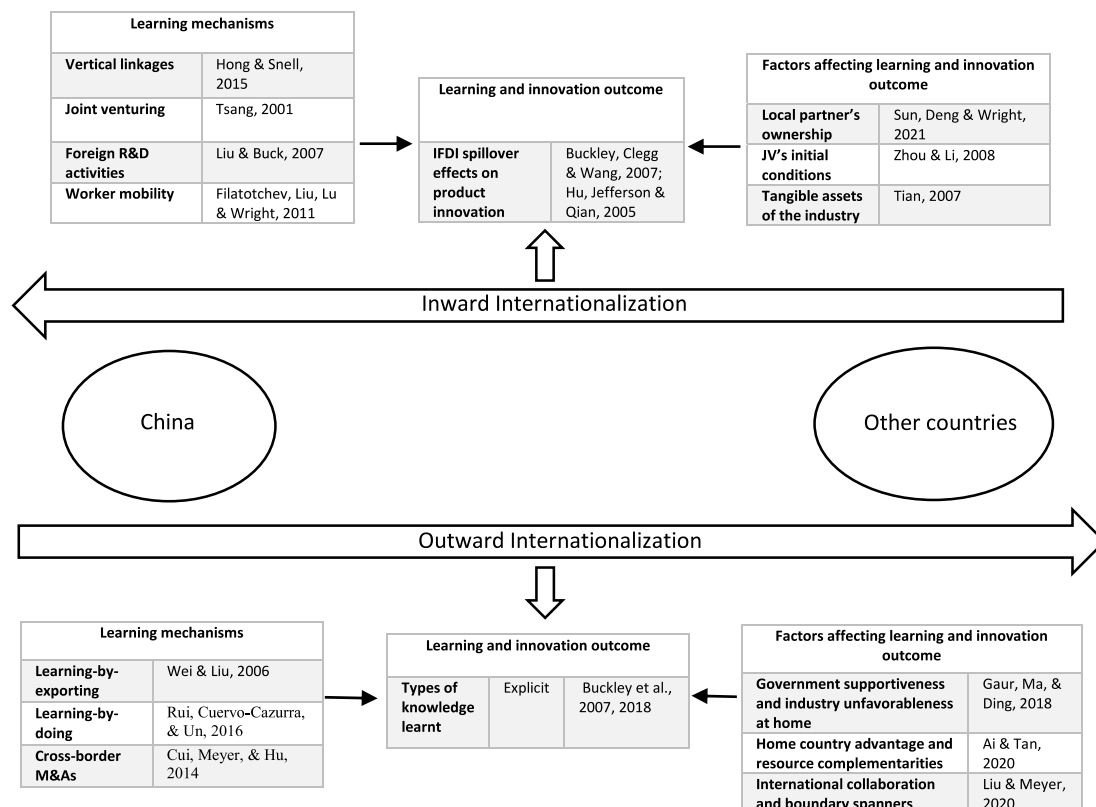 Learning mechanisms
Vertical linkages
Hong & Snell,
2015
Joint venturing
Tsang, 2001
Foreign R&D
activities
Liu & Buck, 2007
Worker mobility
Filatotchev, Liu, Lu
& Wright, 2011
Learning and innovation outcome
IFDI spillover
effects on
product
innovation
Buckley, Clegg
& Wang, 2007;
Hu, Jefferson &
Qian, 2005
Factors affecting learning and innovation
outcome
Local partner's
ownership
Sun, Deng & Wright,
2021
JV's initial
conditions
Zhou & Li, 2008
Tangible assets
of the industry
Tian, 2007
Inward Internationalization
China
Other countries
Outward Internationalization
Learning mechanisms
Learning-by-
exporting
Wei & Liu, 2006
Learning-by-
doing
Rui, Cuervo-Cazurra,
& Un, 2016
Cross-border
M&As
Cui, Meyer, & Hu,
2014
Learning and innovation outcome
Types of
knowledge
learnt
Explicit
Buckley et al.,
2007, 2018
Factors affecting learning and innovation
outcome
Government supportiveness
and industry unfavorableness
at home
Gaur, Ma, &
Ding, 2018
Home country advantage and
resource complementarities
Ai & Tan,
2020
International collaboration
and boundary spanners
Liu & Meyer,
2020